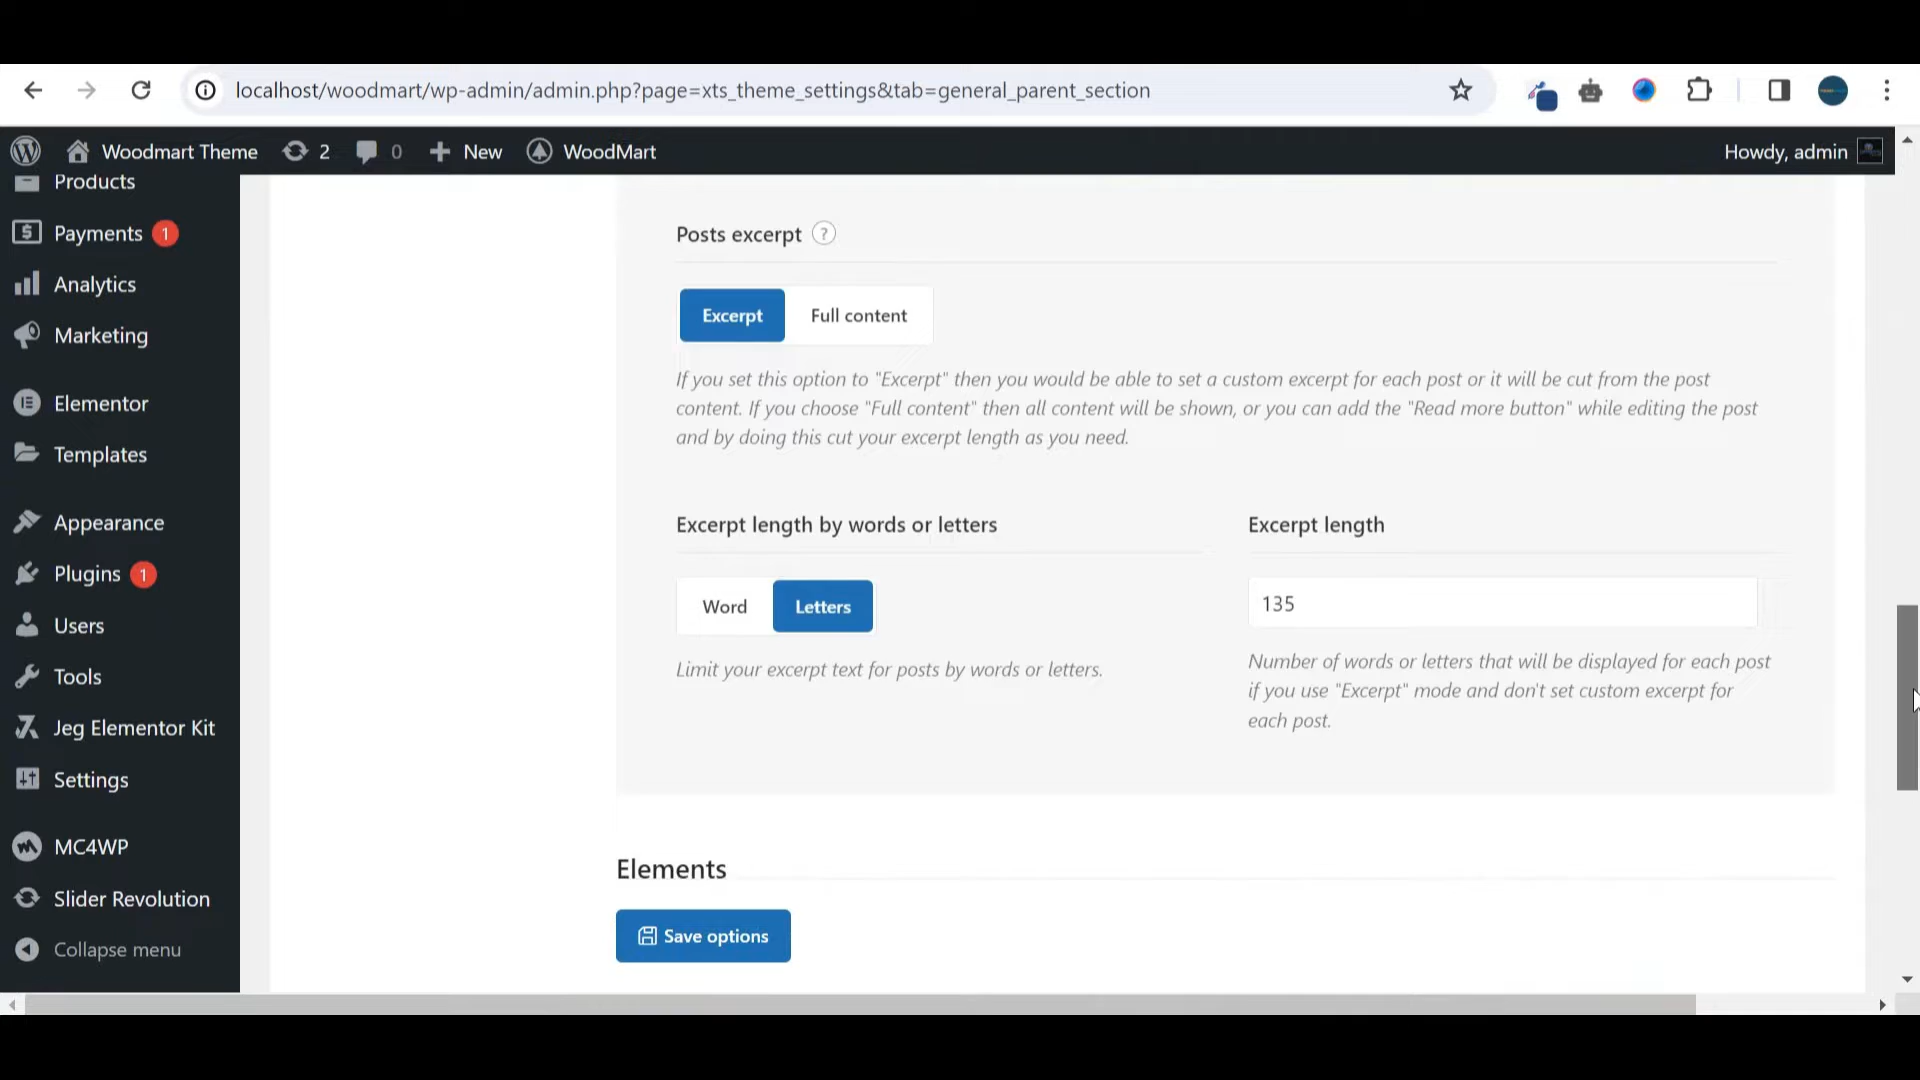 localhost/woodmart/wp-admin/admin.php?page=xts_theme_settings&tab=general_parent_section
Woodmart Theme 2 0 New WoodMart Howdy, admin
Products
Payments 1
Analytics
Marketing
Elementor
Templates
Appearance
Plugins 1
Users
Tools
Jeg Elementor Kit
Settings
MC4WP
Slider Revolution
Collapse menu
Posts excerpt ?
Excerpt Full content
If you set this option to "Excerpt" then you would be able to set a custom excerpt for each post or it will be cut from the post
content. If you choose "Full content" then all content will be shown, or you can add the "Read more button" while editing the post
and by doing this cut your excerpt length as you need.
Excerpt length by words or letters
Word Letters
Limit your excerpt text for posts by words or letters.
Excerpt length
135
Number of words or letters that will be displayed for each post
if you use "Excerpt" mode and don't set custom excerpt for
each post.
Elements
Save options